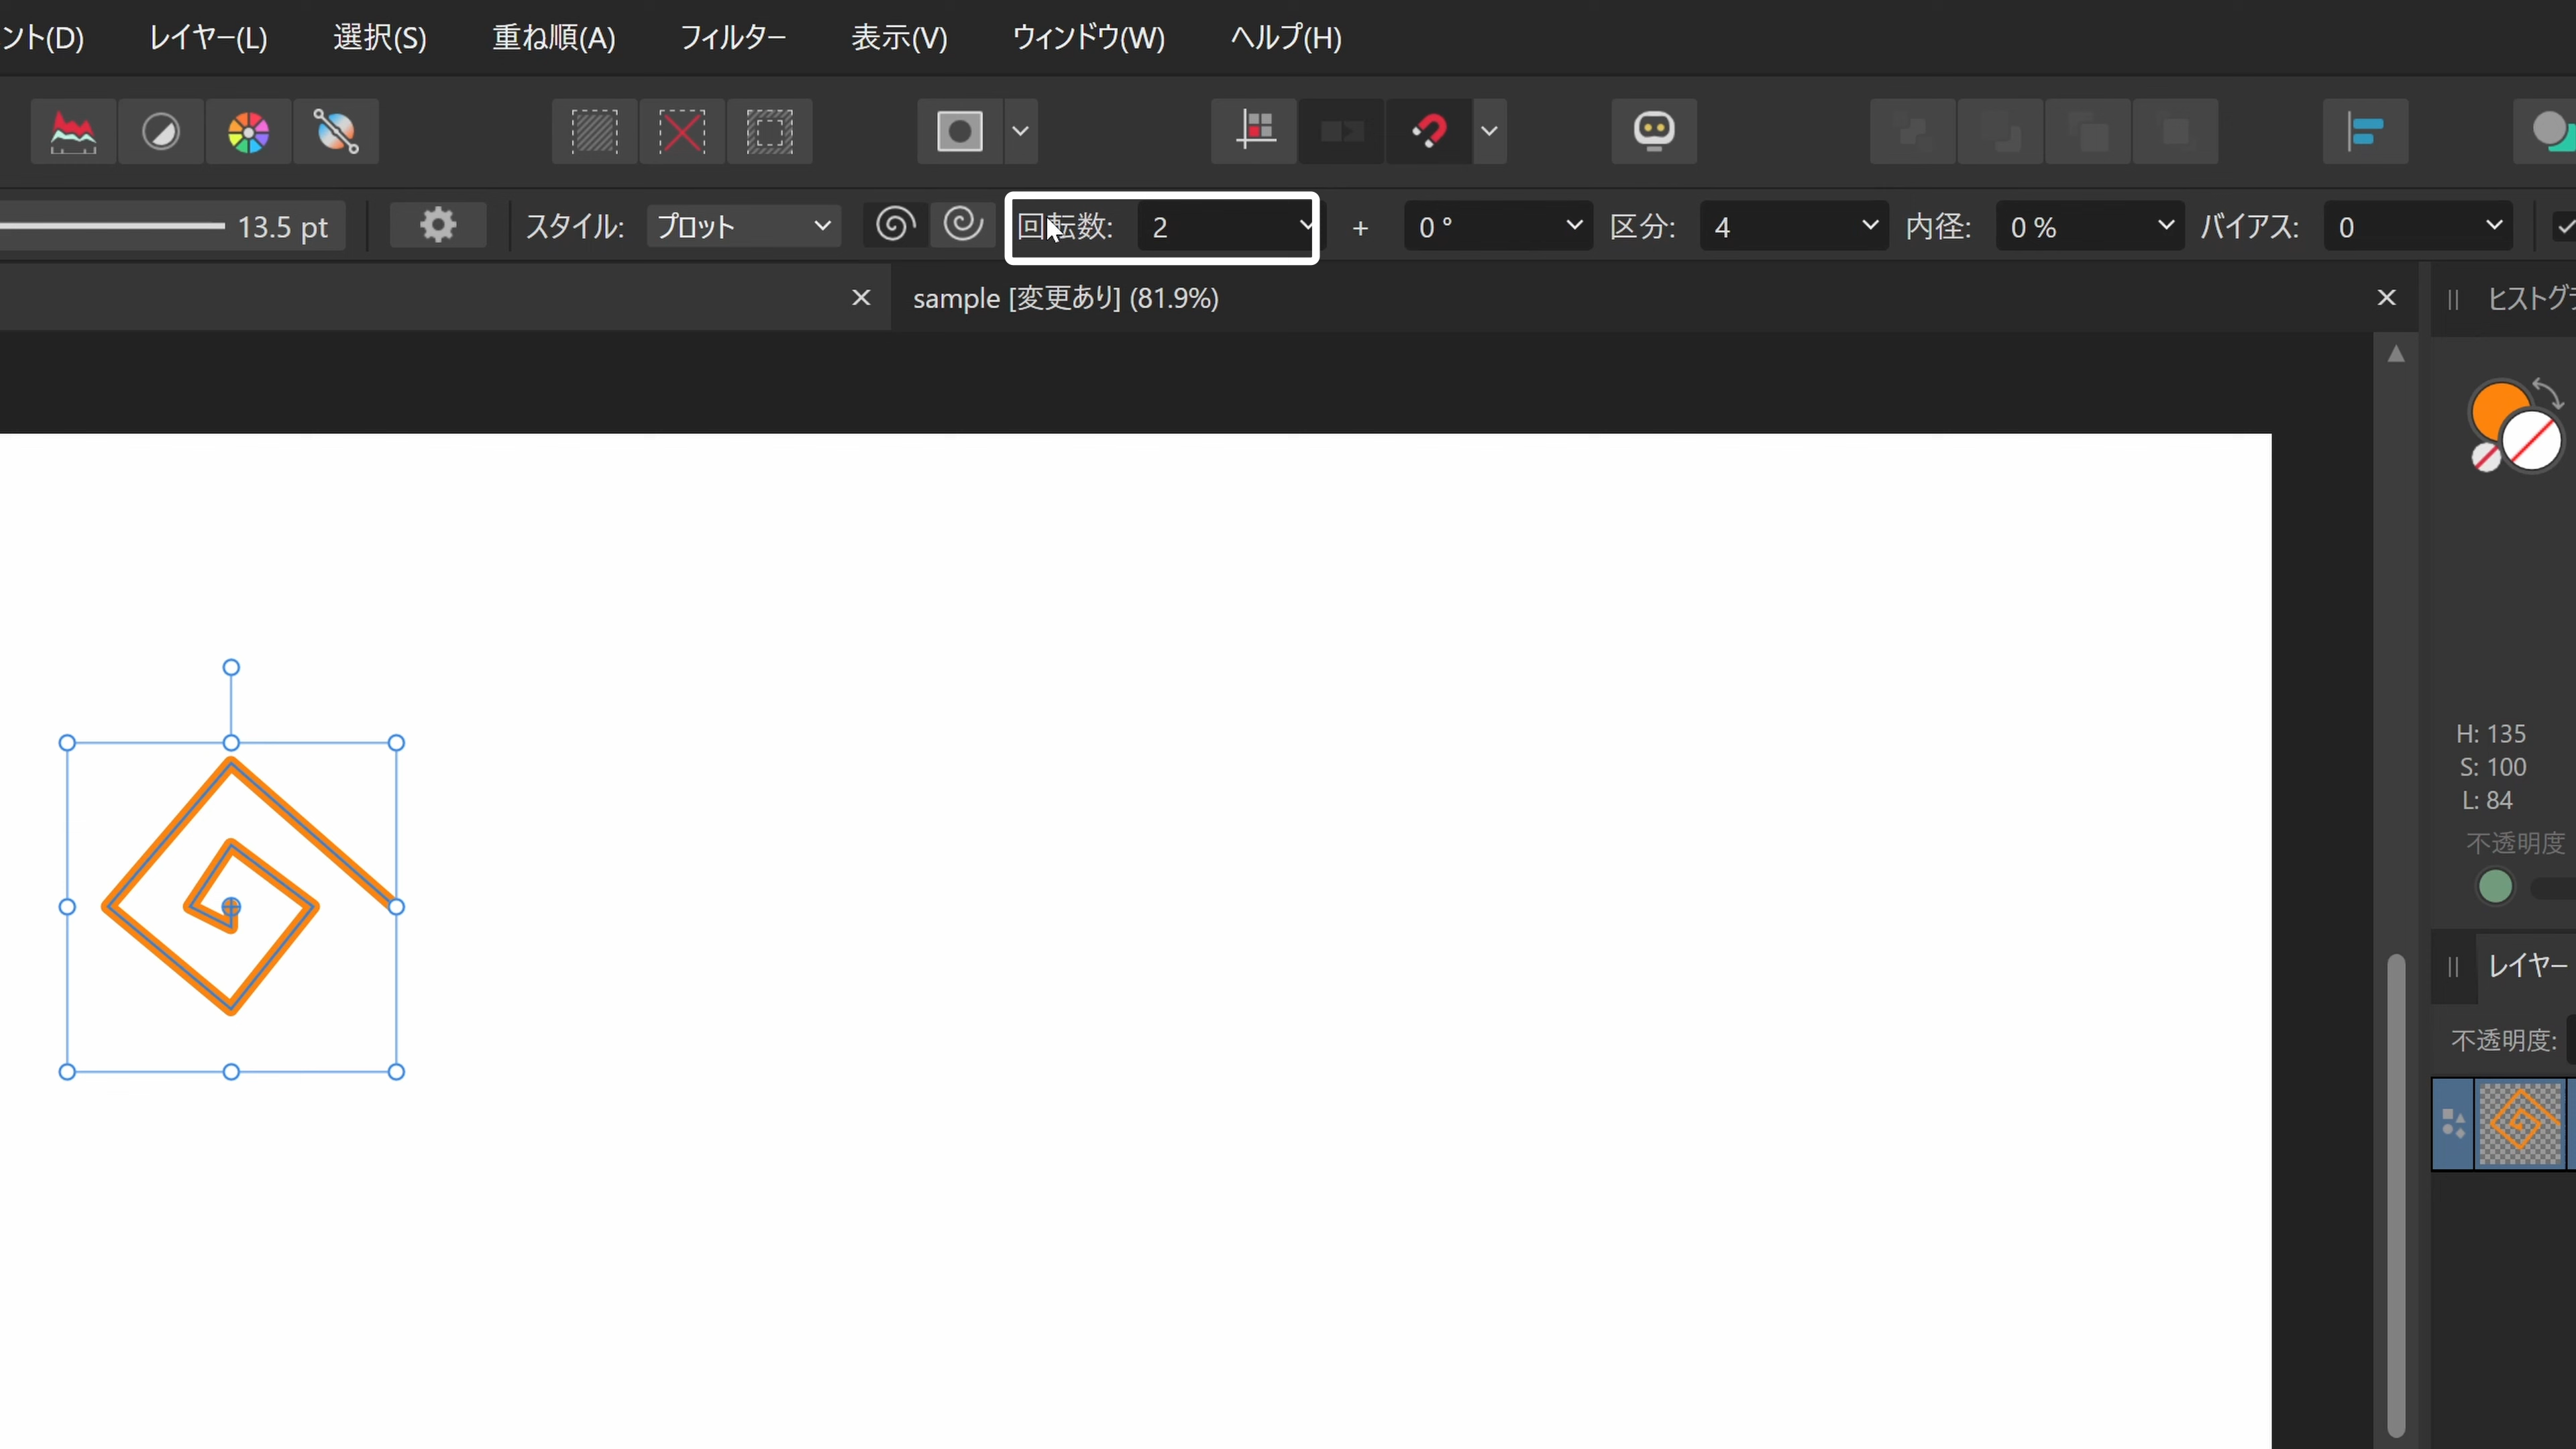 ント(D) レイヤー(L) 選択(S) 重ね順(A) フィルター 表示(V) ウィンドウ(W) ヘルプ(H)
13.5 pt スタイル: プロット 回転数: 2 + 0 ° 区分: 4 内径: 0 % バイアス: 0
sample [変更あり] (81.9%)
ヒストグラ
H: 135
S: 100
L: 84
不透明度
レイヤー
不透明度: